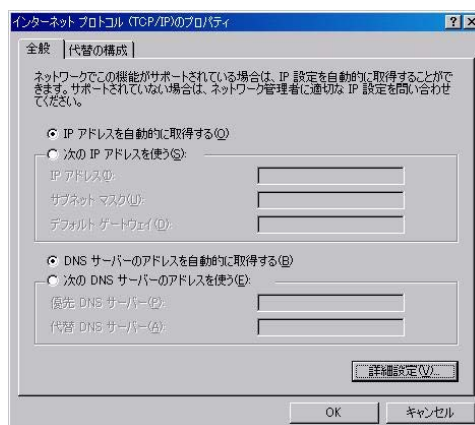 インターネット プロトコル (TCP/IP)のプロパティ
全般
代替の構成
ネットワークでこの機能がサポートされている場合は、IP 設定を自動的に取得することがで
きます。サポートされていない場合は、ネットワーク管理者に適切な IP 設定を問い合わせ
てください。
IP アドレスを自動的に取得する(O)
次の IP アドレスを使う(S):
IP アドレス(I):
サブネット マスク(U):
デフォルト ゲートウェイ(D):
DNS サーバーのアドレスを自動的に取得する(B)
次の DNS サーバーのアドレスを使う(E):
優先 DNS サーバー(P):
代替 DNS サーバー(A):
詳細設定(V)...
OK
キャンセル